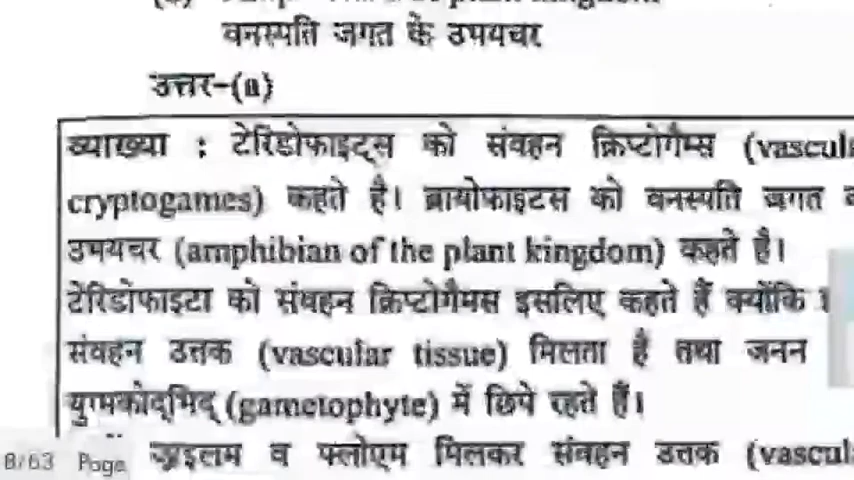 plant kingdom
वनस्पति जगत के उभयचर
उत्तर-(a)
व्याख्या : टेरिडोफाइट्स को संवहन क्रिप्टोगैम्स
cryptogames) कहते है। ब्रायोफाइटस को वनस्पति जगत
उभयचर (amphibian of the plant kingdom) कहते है।
टेरिडोफाइटा को संवहन क्रिप्टोगैमस इसलिए कहते हैं क्योंकि
संवहन उत्तक (vascular tissue) मिलता है तथा जनन
युग्मकोद्भिद् (gametophyte) में छिपे रहते हैं।
जाइलम व फ्लोएम मिलकर संवहन उत्तक
8/63 Page